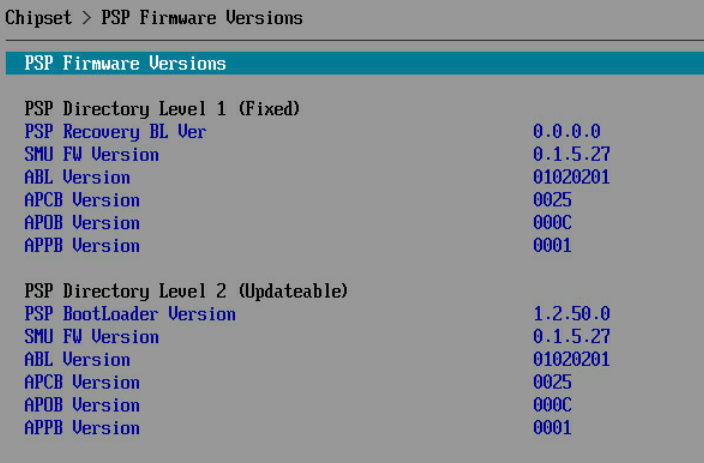 Chipset > PSP Firmware Versions
PSP Firmware Versions
PSP Directory Level 1 (Fixed)
PSP Recovery BL Ver 0.0.0.0
SMU FW Version 0.1.5.27
ABL Version 01020201
APCB Version 0025
APOB Version 000C
APPB Version 0001
PSP Directory Level 2 (Updateable)
PSP BootLoader Version 1.2.50.0
SMU FW Version 0.1.5.27
ABL Version 01020201
APCB Version 0025
APOB Version 000C
APPB Version 0001